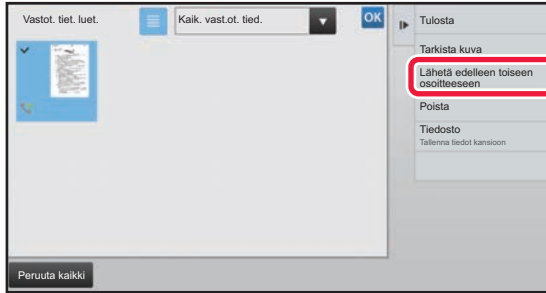 Vastot. tiet. luet.
Kaik. vast.ot. tied.
OK
Tulosta
Tarkista kuva
Lähetä edelleen toiseen
osoitteeseen
Poista
Tiedosto
Tallenna tiedot kansioon
Peruuta kaikki